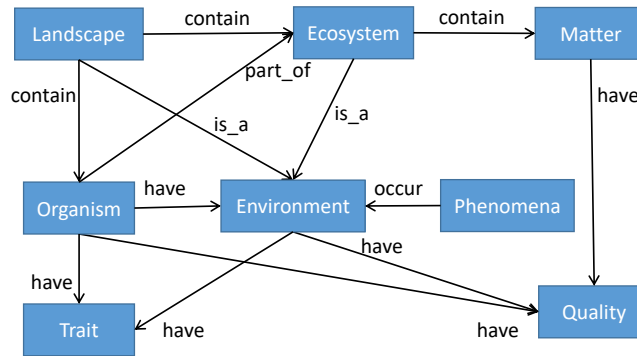 contain
contain
Landscape
Ecosystem
Matter
contain
part_of
have
is_a
is_a
have
occur
Organism
Environment
Phenomena
have
have
have
have
Trait
Quality